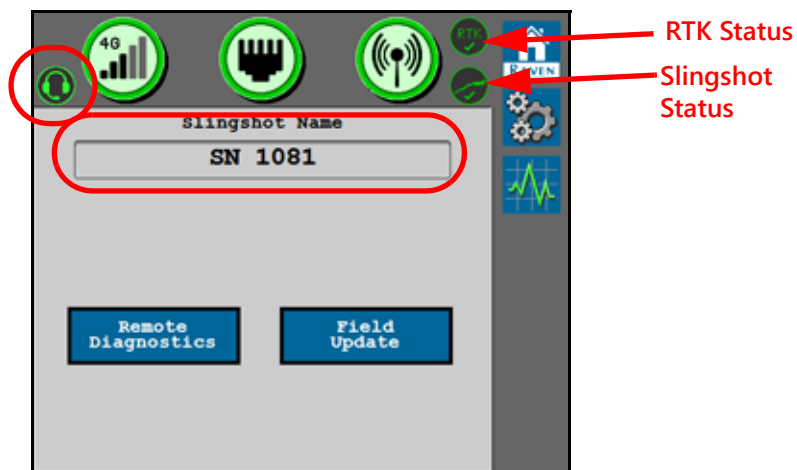 4G
RTK
RTK Status
RAVEN
Slingshot
Status
Slingshot Name
SN 1081
Remote
Diagnostics
Field
Update